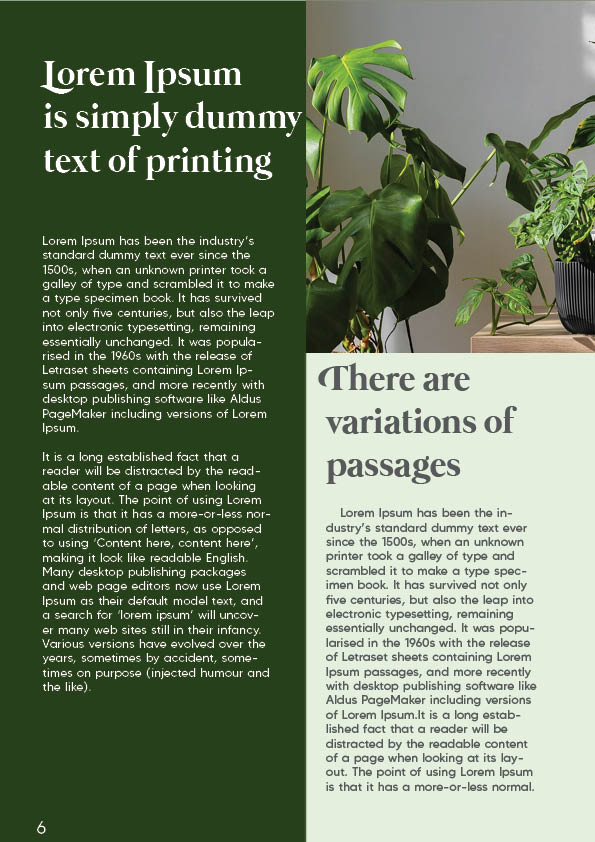 Lorem Ipsum
is simply dummy
text of printing
Lorem Ipsum has been the industry's
standard dummy text ever since the
1500s, when an unknown printer took a
galley of type and scrambled it to make
a type specimen book. It has survived
not only five centuries, but also the leap
into electronic typesetting, remaining
essentially unchanged. It was popula-
rised in the 1960s with the release of
Letraset sheets containing Lorem Ip-
sum passages, and more recently with
desktop publishing software like Aldus
PageMaker including versions of Lorem
Ipsum.
It is a long established fact that a
reader will be distracted by the read-
able content of a page when looking
at its layout. The point of using Lorem
Ipsum is that it has a more-or-less nor-
mal distribution of letters, as opposed
to using 'Content here, content here',
making it look like readable English.
Many desktop publishing packages
and web page editors now use Lorem
Ipsum as their default model text, and
a search for 'lorem ipsum' will uncov-
er many web sites still in their infancy.
Various versions have evolved over the
years, sometimes by accident, some-
times on purpose (injected humour and
the like).
There are
variations of
passages
Lorem Ipsum has been the in-
dustry's standard dummy text ever
since the 1500s, when an unknown
printer took a galley of type and
scrambled it to make a type spec-
imen book. It has survived not only
five centuries, but also the leap into
electronic typesetting, remaining
essentially unchanged. It was popu-
larised in the 1960s with the release
of Letraset sheets containing Lorem
Ipsum passages, and more recently
with desktop publishing software like
Aldus PageMaker including versions
of Lorem Ipsum.It is a long estab-
lished fact that a reader will be
distracted by the readable content
of a page when looking at its lay-
out. The point of using Lorem Ipsum
is that it has a more-or-less normal.
6